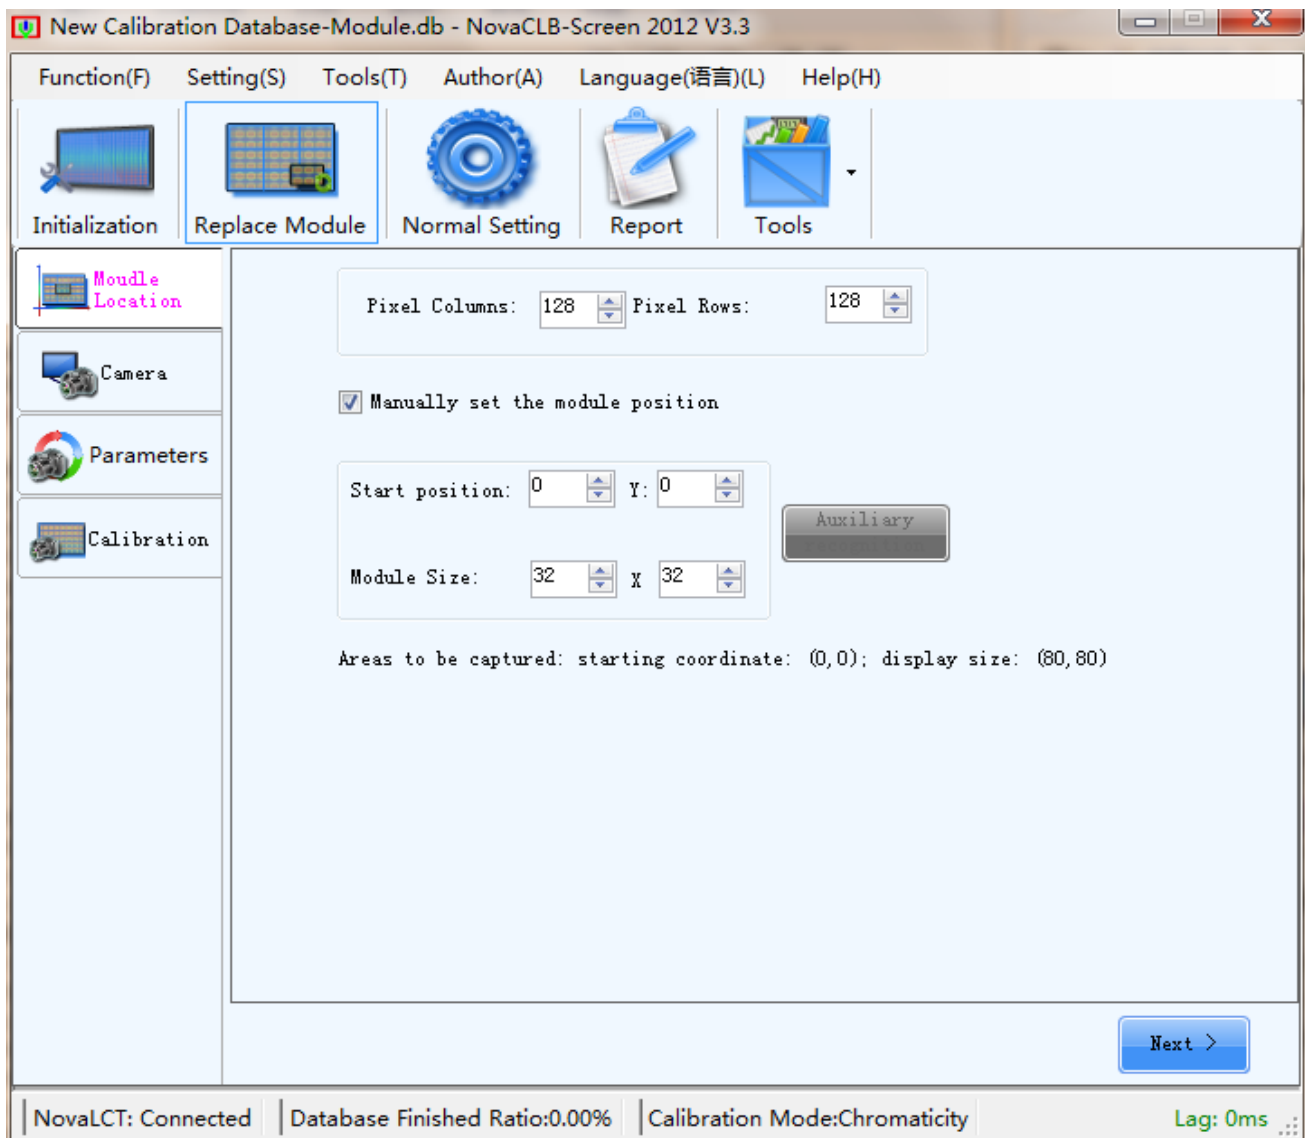 New Calibration Database-Module.db - NovaCLB-Screen 2012 V3.3
Function(F) Setting(S) Tools(T) Author(A) Language(语言)(L) Help(H)
Initialization Replace Module Normal Setting Report Tools
Moudle
Location
Camera
Parameters
Calibration
Pixel Columns: 128 Pixel Rows: 128
Manually set the module position
Start position: 0 Y: 0
Auxiliary
Module Size: 32 X 32
Areas to be captured: starting coordinate: (0,0); display size: (80,80)
Next >
NovaLCT: Connected Database Finished Ratio:0.00% Calibration Mode:Chromaticity Lag: 0ms